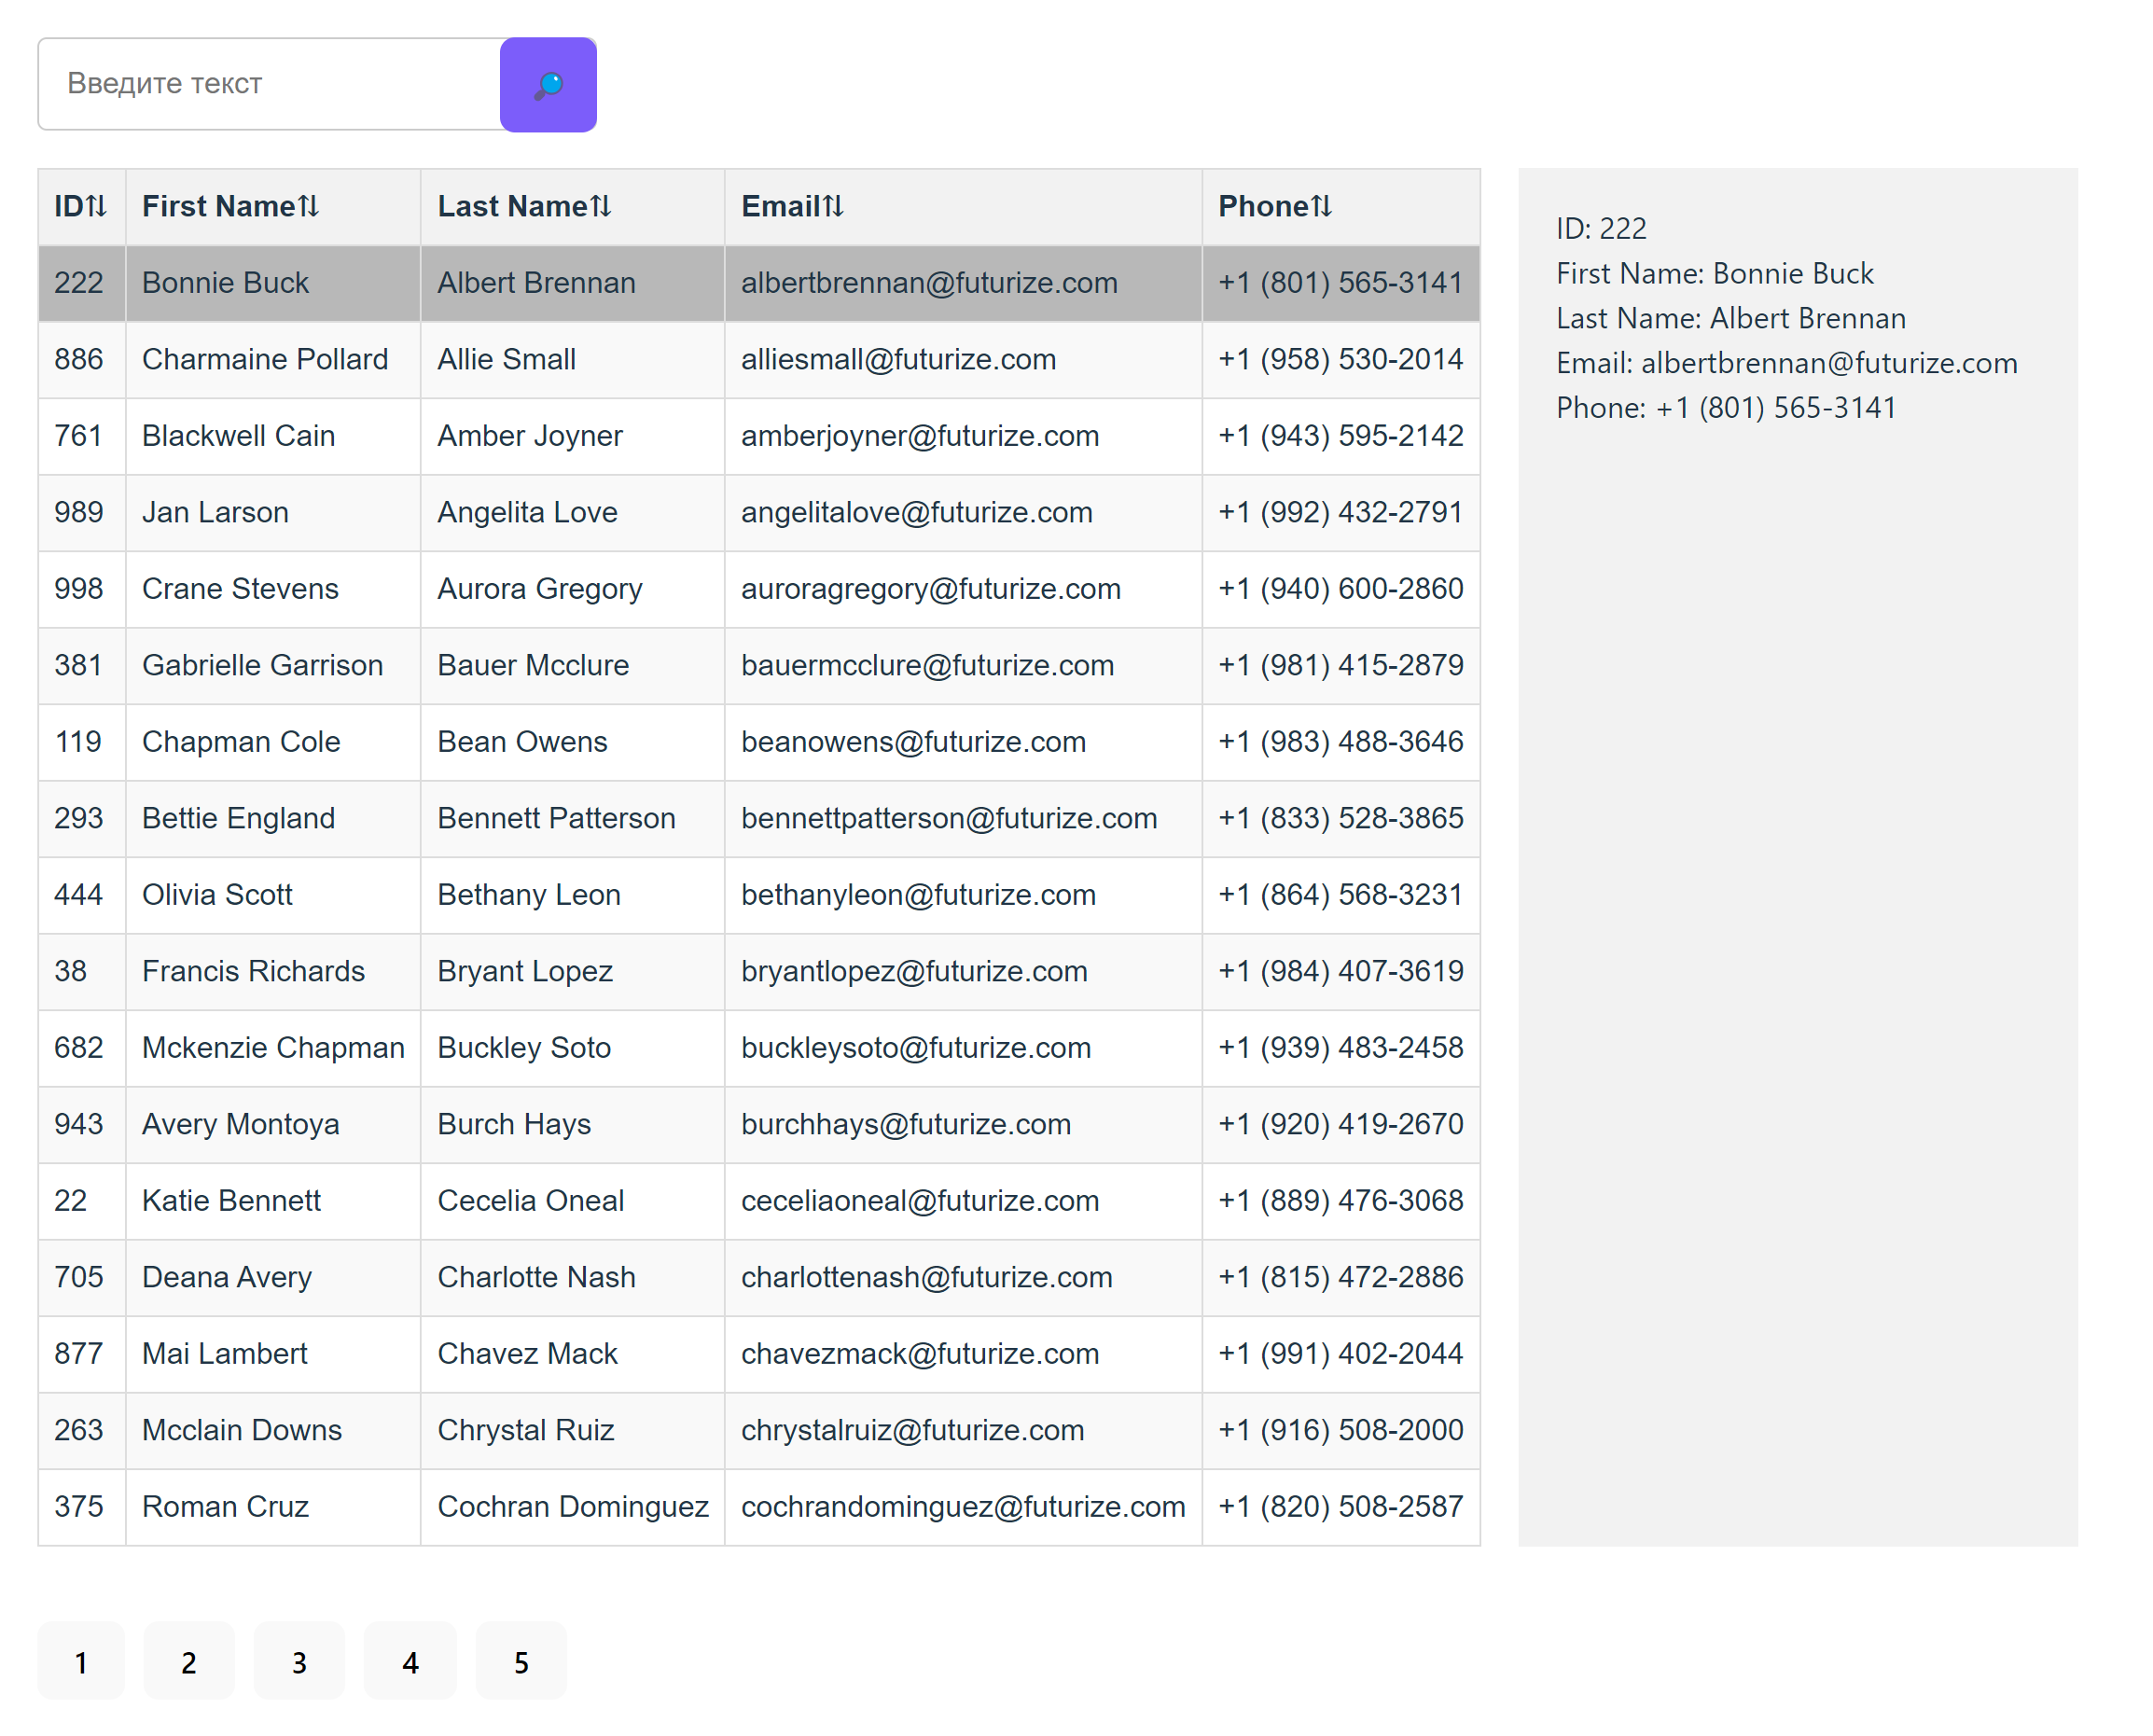 Введите текст
ID⇅ First Name⇅ Last Name⇅ Email⇅ Phone⇅
222 Bonnie Buck Albert Brennan albertbrennan@futurize.com +1 (801) 565-3141
886 Charmaine Pollard Allie Small alliesmall@futurize.com +1 (958) 530-2014
761 Blackwell Cain Amber Joyner amberjoyner@futurize.com +1 (943) 595-2142
989 Jan Larson Angelita Love angelitalove@futurize.com +1 (992) 432-2791
998 Crane Stevens Aurora Gregory auroragregory@futurize.com +1 (940) 600-2860
381 Gabrielle Garrison Bauer Mcclure bauermcclure@futurize.com +1 (981) 415-2879
119 Chapman Cole Bean Owens beanowens@futurize.com +1 (983) 488-3646
293 Bettie England Bennett Patterson bennettpatterson@futurize.com +1 (833) 528-3865
444 Olivia Scott Bethany Leon bethanyleon@futurize.com +1 (864) 568-3231
38 Francis Richards Bryant Lopez bryantlopez@futurize.com +1 (984) 407-3619
682 Mckenzie Chapman Buckley Soto buckleysoto@futurize.com +1 (939) 483-2458
943 Avery Montoya Burch Hays burchhays@futurize.com +1 (920) 419-2670
22 Katie Bennett Cecelia Oneal ceceliaoneal@futurize.com +1 (889) 476-3068
705 Deana Avery Charlotte Nash charlottenash@futurize.com +1 (815) 472-2886
877 Mai Lambert Chavez Mack chavezmack@futurize.com +1 (991) 402-2044
263 Mcclain Downs Chrystal Ruiz chrystalruiz@futurize.com +1 (916) 508-2000
375 Roman Cruz Cochran Dominguez cochrandominguez@futurize.com +1 (820) 508-2587
ID: 222
First Name: Bonnie Buck
Last Name: Albert Brennan
Email: albertbrennan@futurize.com
Phone: +1 (801) 565-3141
1 2 3 4 5